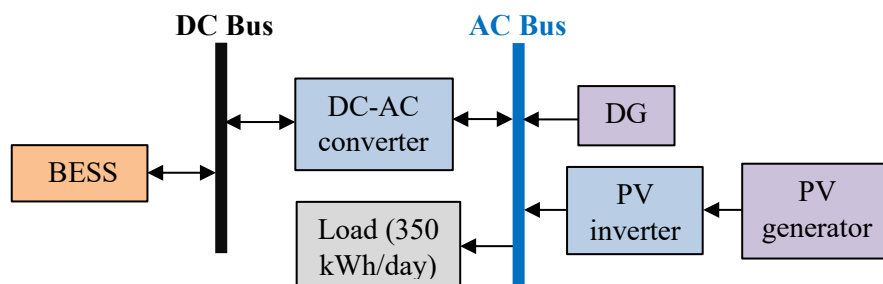 DC Bus
AC Bus
DC-AC
converter
DG
BESS
PV
inverter
PV
generator
Load (350
kWh/day)